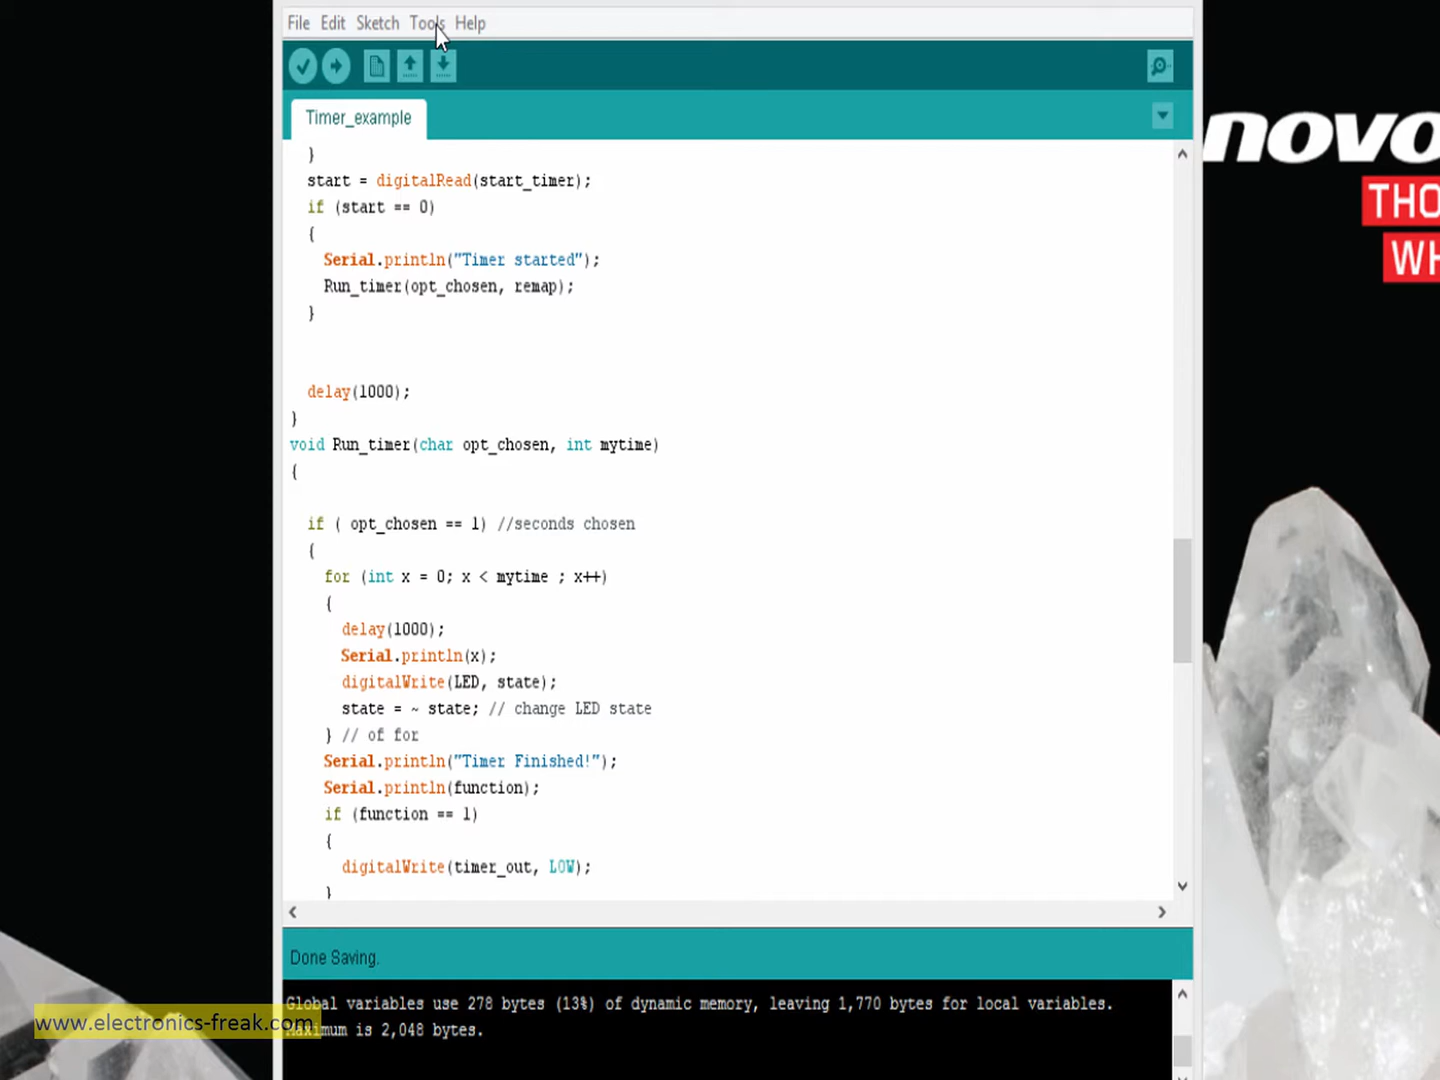 File Edit Sketch Tools Help
Timer_example
}
start = digitalRead(start_timer);
if (start == 0)
{
Serial.println("Timer started");
Run_timer(opt_chosen, remap);
}
delay(1000);
}
void Run_timer(char opt_chosen, int mytime)
{
if ( opt_chosen == 1) //seconds chosen
{
for (int x = 0; x < mytime ; x++)
{
delay(1000);
Serial.println(x);
digitalWrite(LED, state);
state = ~ state; // change LED state
} // of for
Serial.println("Timer Finished!");
Serial.println(function);
if (function == 1)
{
digitalWrite(timer_out, LOW);
}
Done Saving.
Global variables use 278 bytes (13%) of dynamic memory, leaving 1,770 bytes for local variables.
Maximum is 2,048 bytes.
www.electronics-freak.com
novo
THO
WH